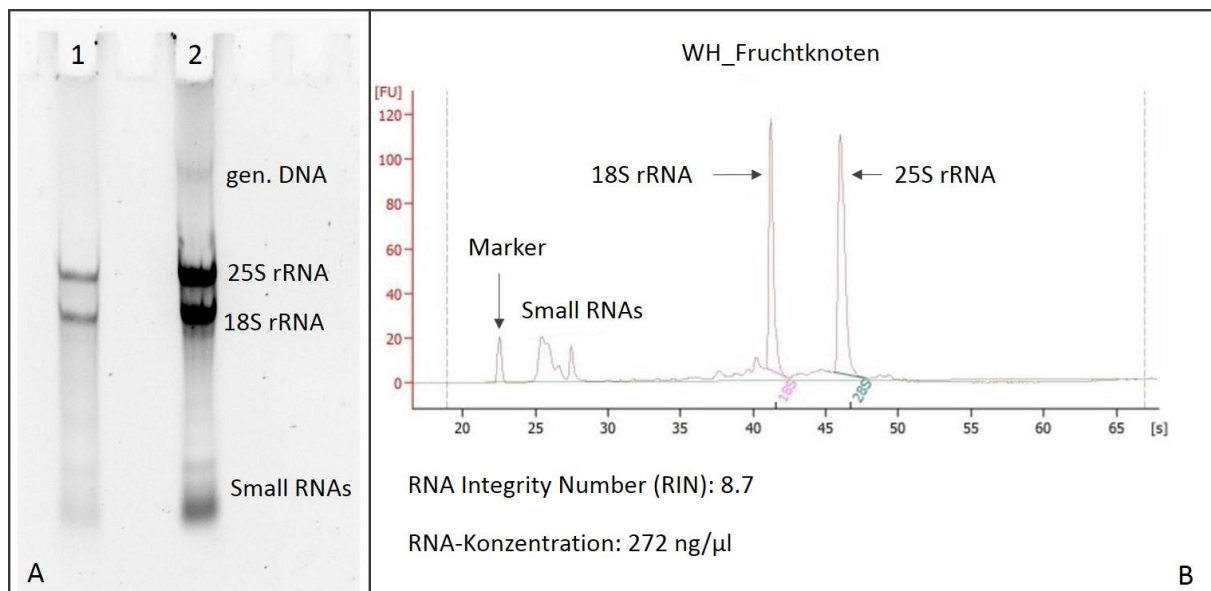 1
2
gen. DNA
25S rRNA
18S rRNA
Small RNAs
A
WH_Fruchtknoten
[FU]
120
100
80
60
40
20
0
18S rRNA
25S rRNA
Marker
Small RNAs
18S
28S
20 25 30 35 40 45 50 55 60 65 [s]
RNA Integrity Number (RIN): 8.7
RNA-Konzentration: 272 ng/µl
B